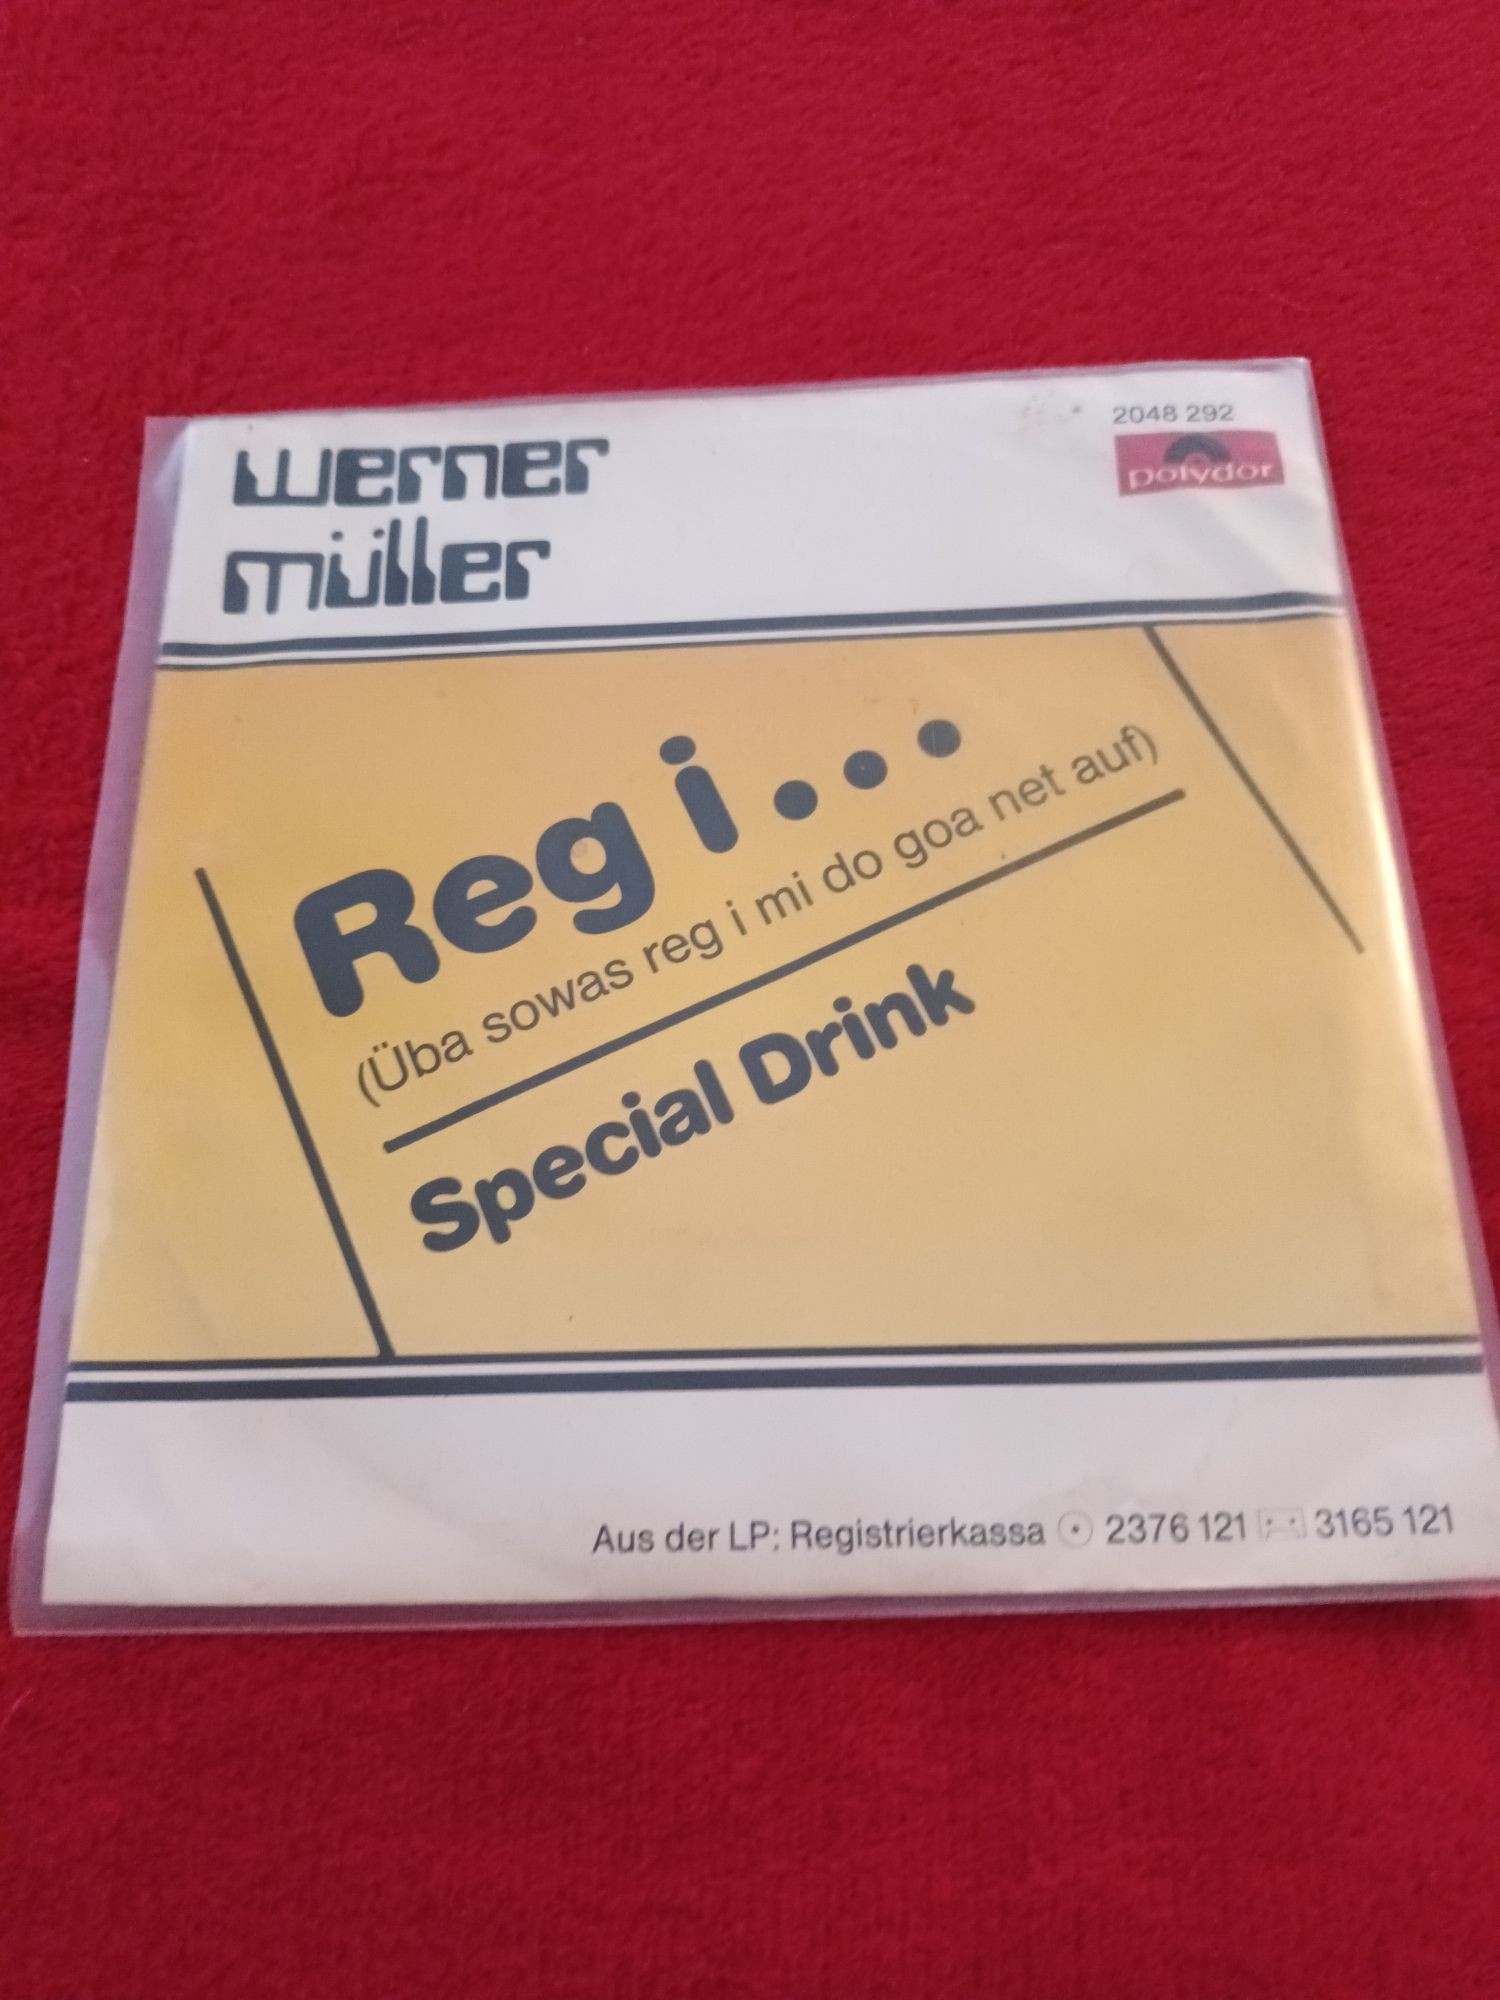 werner
müller
2048 292
polydor
Reg i...
(Üba sowas reg i mi do goa net auf)
Special Drink
Aus der LP: Registrierkassa 2376 121 3165 121